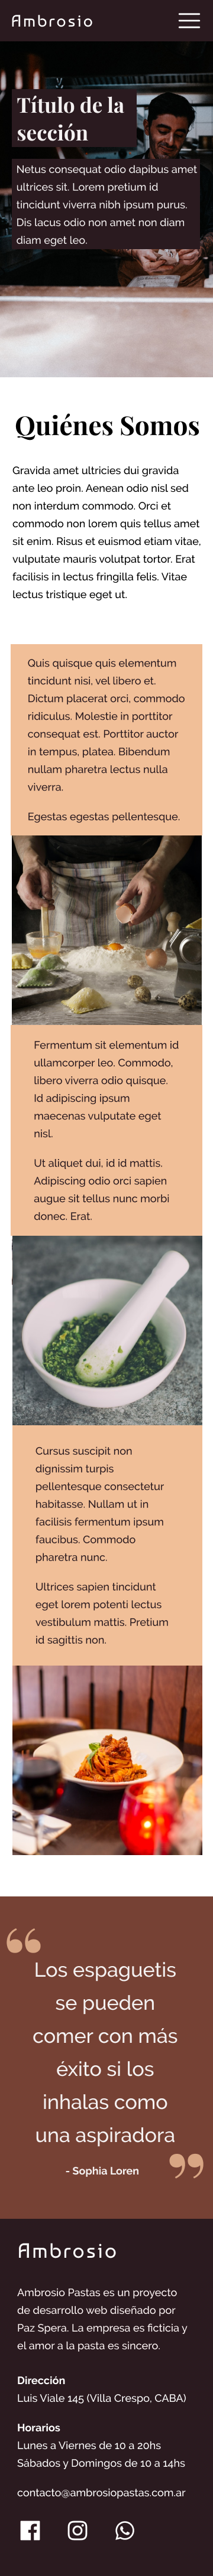 Ambrosio
Título de la
sección
Netus consequat odio dapibus amet
ultrices sit. Lorem pretium id
tincidunt viverra nibh ipsum purus.
Dis lacus odio non amet non diam
diam eget leo.
Quiénes Somos
Gravida amet ultricies dui gravida
ante leo proin. Aenean odio nisl sed
non interdum commodo. Orci et
commodo non lorem quis tellus amet
sit enim. Risus et euismod etiam vitae,
vulputate mauris volutpat tortor. Erat
facilisis in lectus fringilla felis. Vitae
lectus tristique eget ut.
Quis quisque quis elementum
tincidunt nisi, vel libero et.
Dictum placerat orci, commodo
ridiculus. Molestie in porttitor
consequat est. Porttitor auctor
in tempus, platea. Bibendum
nullam pharetra lectus nulla
viverra.
Egestas egestas pellentesque.
Fermentum sit elementum id
ullamcorper leo. Commodo,
libero viverra odio quisque.
Id adipiscing ipsum
maecenas vulputate eget
nisl.
Ut aliquet dui, id id mattis.
Adipiscing odio orci sapien
augue sit tellus nunc morbi
donec. Erat.
Cursus suscipit non
dignissim turpis
pellentesque consectetur
habitasse. Nullam ut in
facilisis fermentum ipsum
faucibus. Commodo
pharetra nunc.
Ultrices sapien tincidunt
eget lorem potenti lectus
vestibulum mattis. Pretium
id sagittis non.
“
Los espaguetis
se pueden
comer con más
éxito si los
inhalas como
una aspiradora
”
- Sophia Loren
Ambrosio
Ambrosio Pastas es un proyecto
de desarrollo web diseñado por
Paz Spera. La empresa es ficticia y
el amor a la pasta es sincero.
Dirección
Luis Viale 145 (Villa Crespo, CABA)
Horarios
Lunes a Viernes de 10 a 20hs
Sábados y Domingos de 10 a 14hs
contacto@ambrosiopastas.com.ar